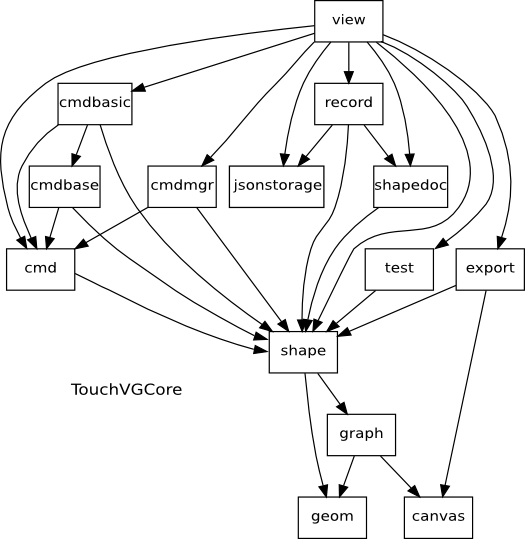 view
cmdbasic
record
cmdbase
cmdmgr
jsonstorage
shapedoc
cmd
test
export
shape
TouchVGCore
graph
geom
canvas